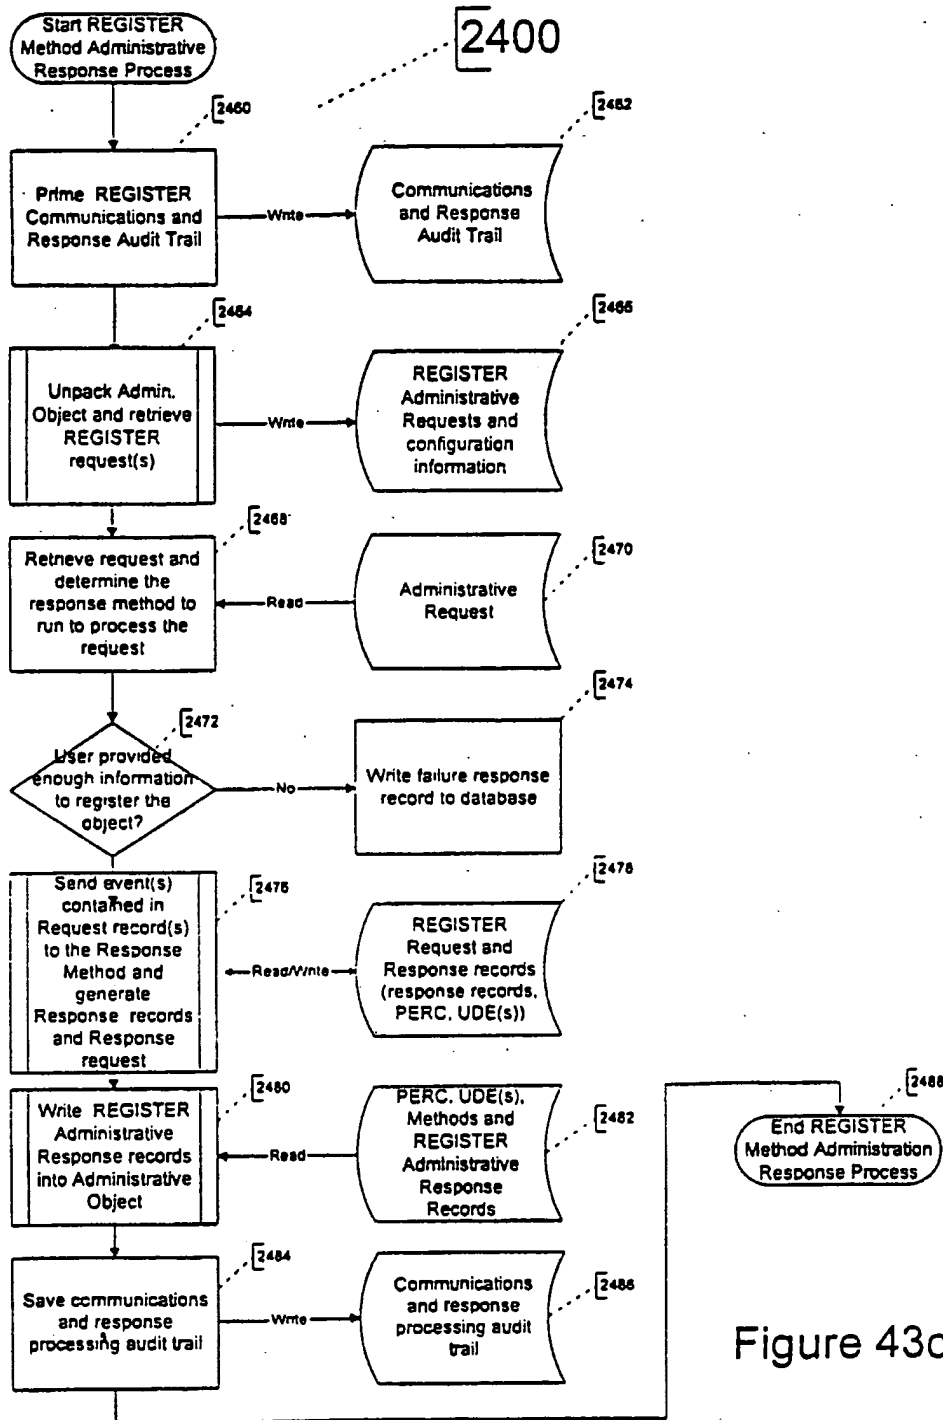 Start REGISTER
Method Administrative
Response Process
2400
2460
2462
Prime REGISTER
Communications and
Response Audit Trail
Write
Communications
and Response
Audit Trail
2464
2466
Unpack Admin.
Object and retrieve
REGISTER
request(s)
Write
REGISTER
Administrative
Requests and
configuration
information
2468
2470
Retrieve request and
determine the
response method to
run to process the
request
Read
Administrative
Request
2472
2474
User provided
enough information
to register the
object?
No
Write failure response
record to database
2476
2478
Send event(s)
contained in
Request record(s)
to the Response
Method and
generate
Response records
and Response
request
Read/Write
REGISTER
Request and
Response records
(response records,
PERC, UDE(s))
2480
2482
Write REGISTER
Administrative
Response records
into Administrative
Object
Read
PERC, UDE(s),
Methods and
REGISTER
Administrative
Response
Records
2488
End REGISTER
Method Administration
Response Process
2484
2486
Save communications
and response
processing audit trail
Write
Communications
and response
processing audit
trail
Figure 43c